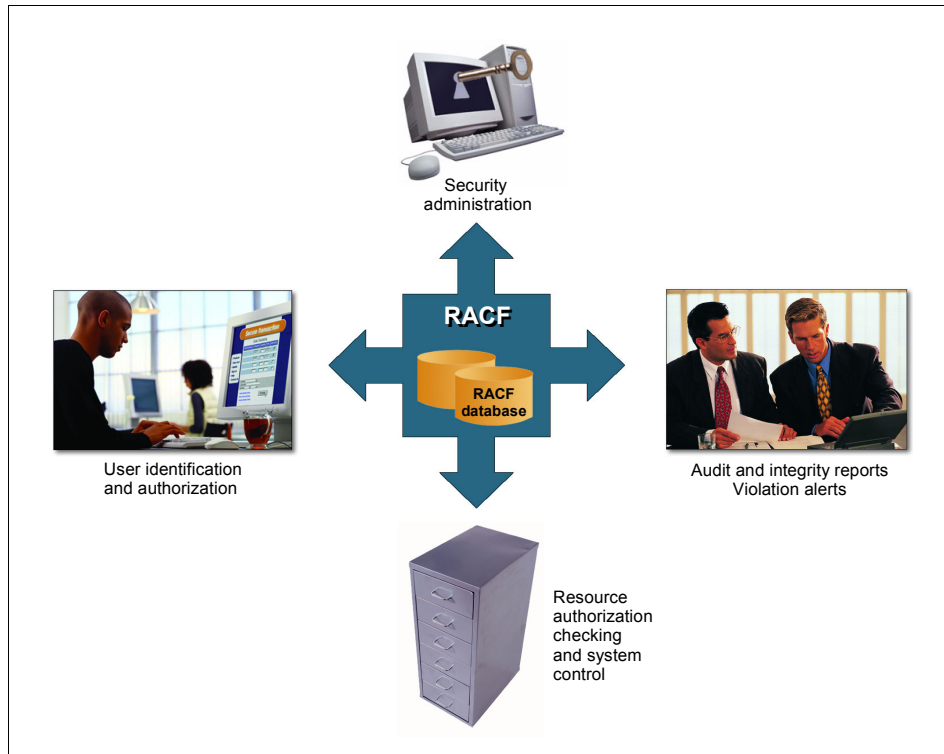 Security
administration
RACF
RACF
database
User identification
and authorization
Audit and integrity reports
Violation alerts
Resource
authorization
checking
and system
control